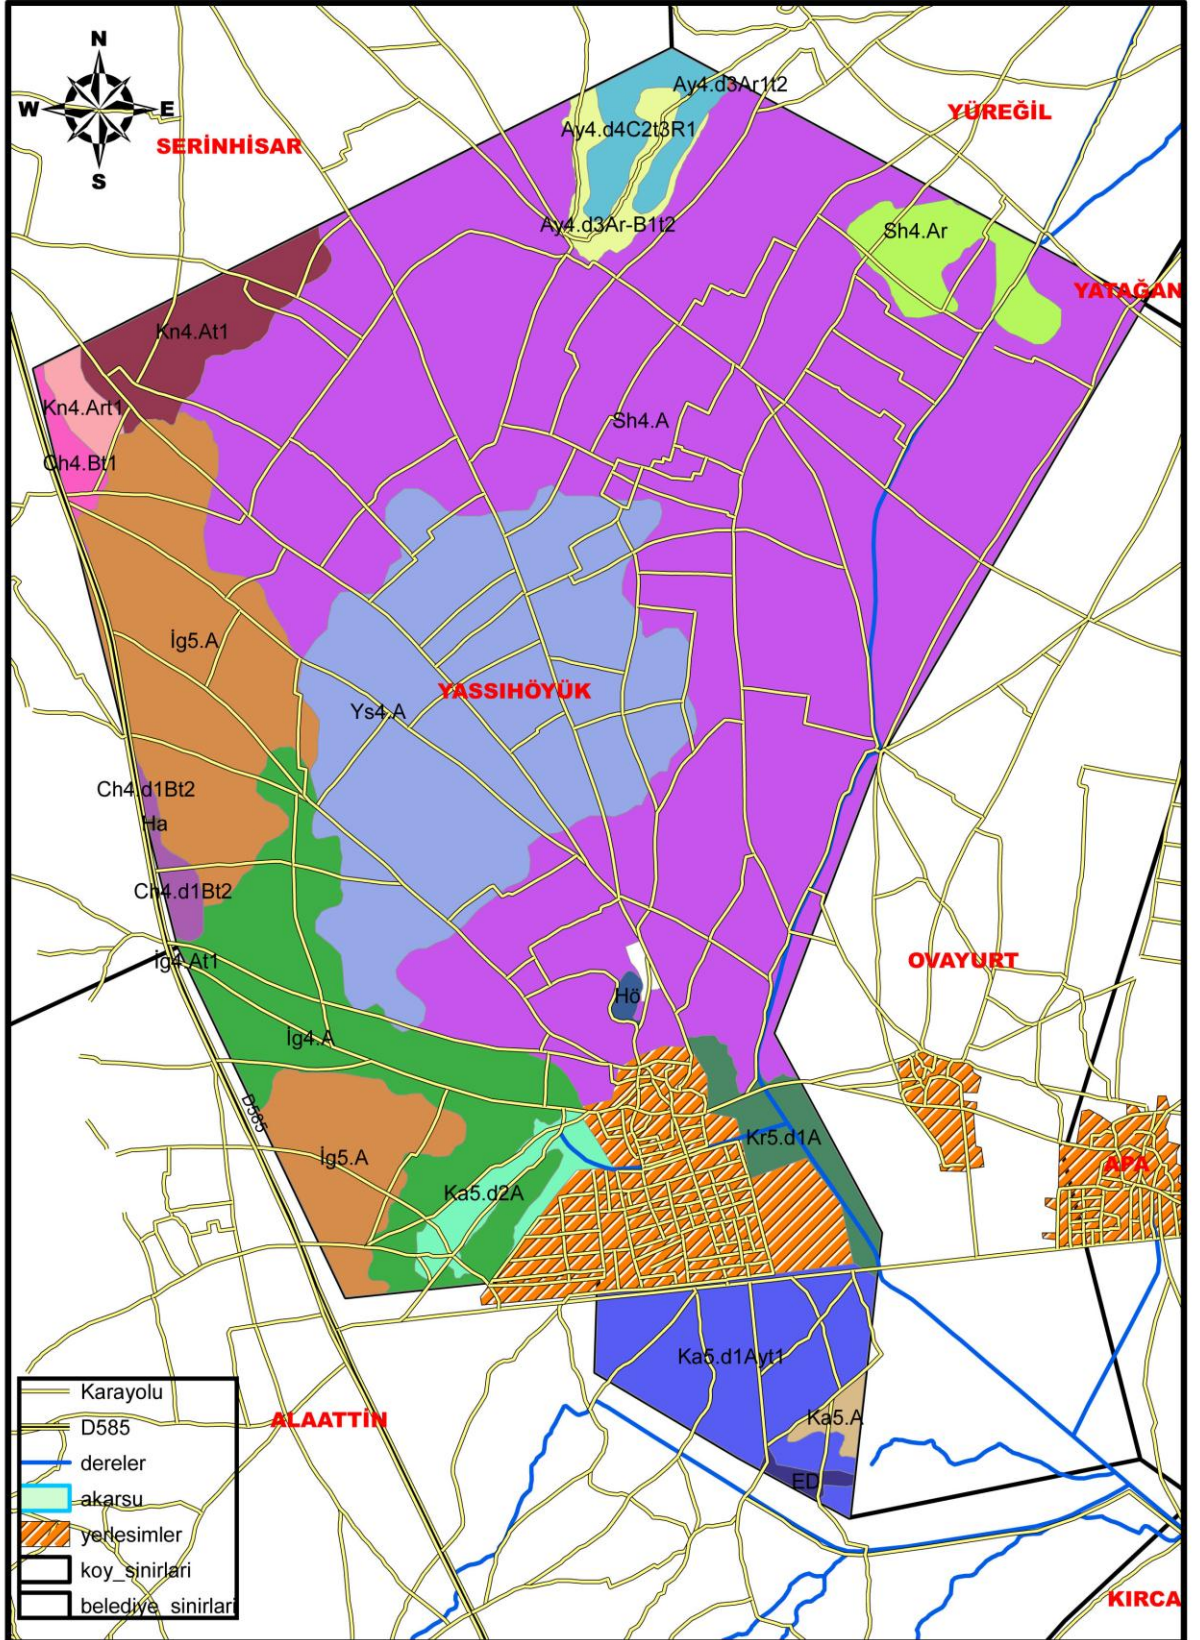 N
W E
S
SERİNHİSAR
YÜREĞİL
Ay4.d3Ar1t2
Ay4.d4C2t3R1
Ay4.d3Ar-B1t2
Sh4.Ar
YATAĞAN
Kn4.At1
Kn4.Art1
Sh4.A
Ch4.Bt1
İg5.A
YASSIHÖYÜK
Ys4.A
Ch4.d1Bt2
Ha
Ch4.d1Bt2
İg4.At1
OVAYURT
Hö
İg4.A
D585
Kr5.d1A
İg5.A
APA
Ka5.d2A
Ka5.d1Ayt1
Ka5.A
ALAATTİN
ED
KIRCA
Karayolu
D585
dereler
akarsu
yerlesimler
koy_sinirlari
belediye_sinirlari